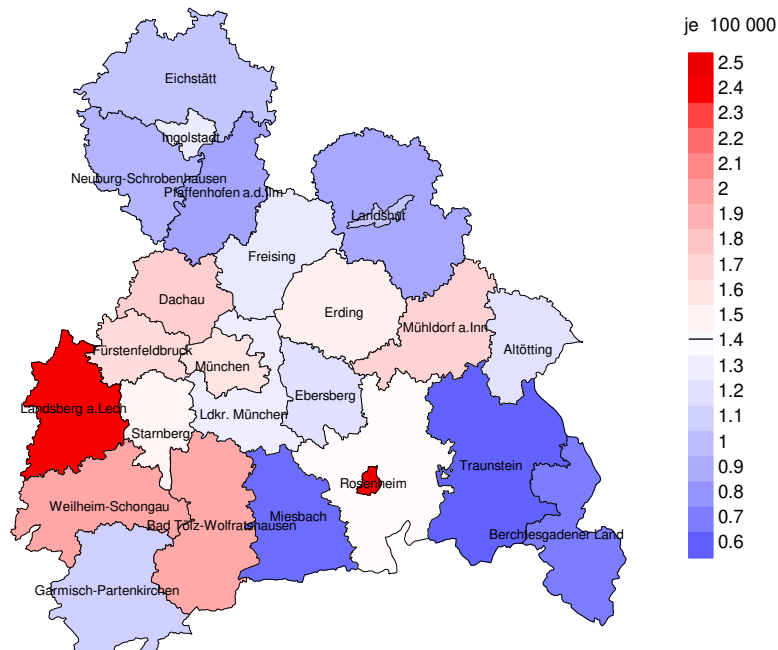 je 100 000
2.5
2.4
2.3
2.2
2.1
2
1.9
1.8
1.7
1.6
1.5
1.4
1.3
1.2
1.1
1
0.9
0.8
0.7
0.6
Eichstätt
Ingolstadt
Neuburg-Schrobenhausen
Pfaffenhofen a.d.Ilm
Landshut
Freising
Dachau
Erding
Mühldorf a.Inn
Altötting
Fürstenfeldbruck
München
Ebersberg
Landsberg a.Lech
Ldkr. München
Starnberg
Traunstein
Rosenheim
Weilheim-Schongau
Miesbach
Bad Tölz-Wolfratshausen
Berchtesgadener Land
Garmisch-Partenkirchen